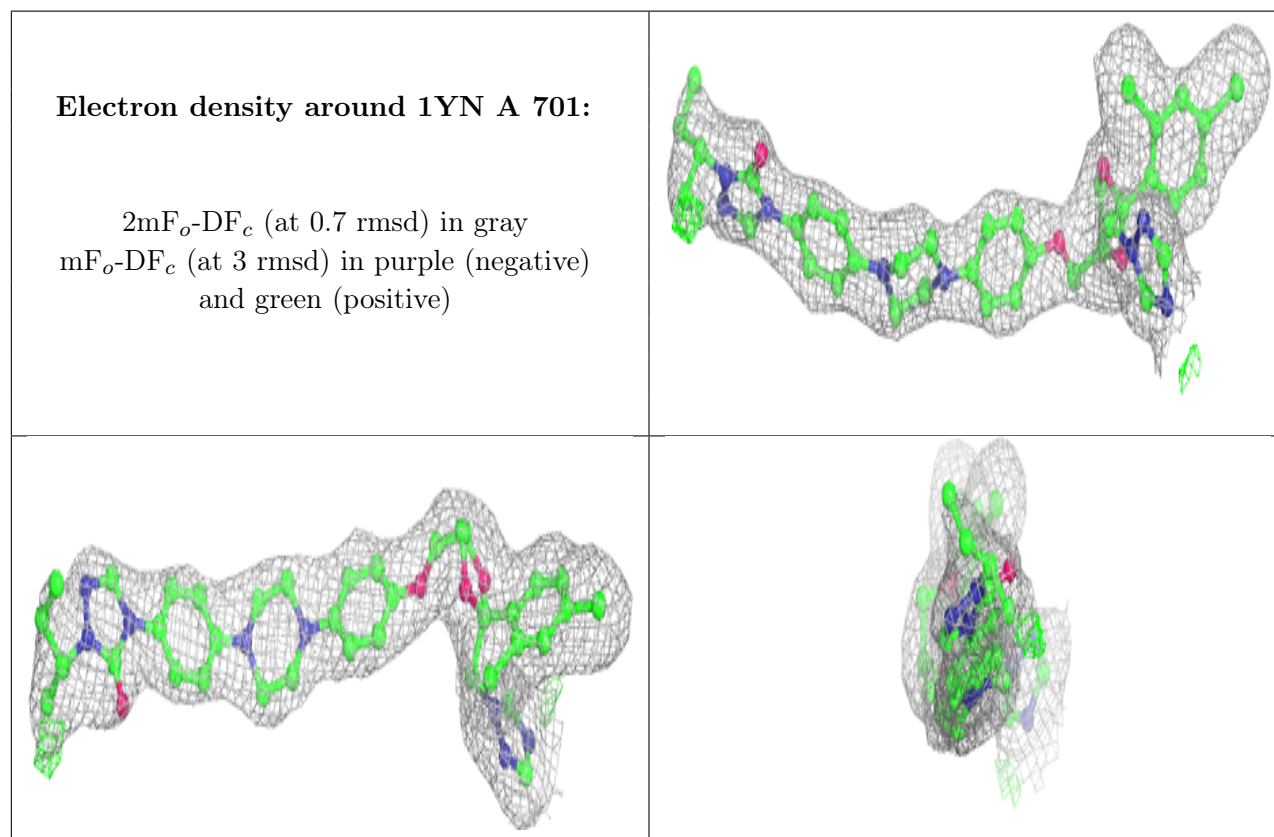 Electron density around 1YN A 701:
2mFo-DFc (at 0.7 rmsd) in gray
mFo-DFc (at 3 rmsd) in purple (negative)
and green (positive)